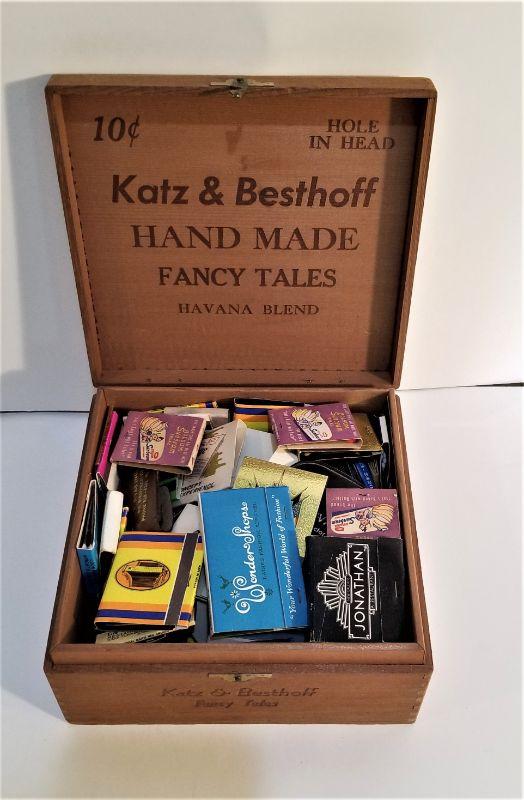 10¢
HOLE
IN HEAD
Katz & Besthoff
HAND MADE
FANCY TALES
HAVANA BLEND
Wonder Shops
"Your Wonderful World of Fashion"
JONATHAN
Sunbeam
Katz & Besthoff
Fancy Tales